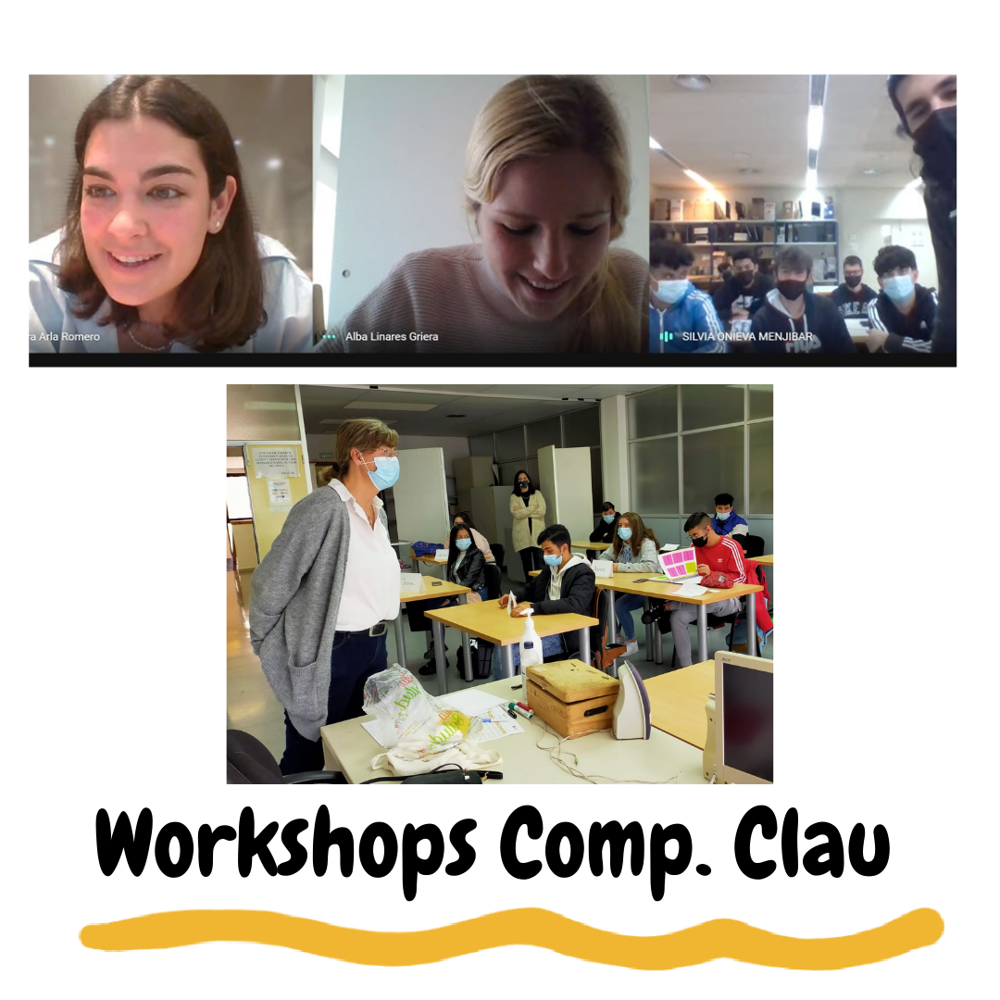 ra Arla Romero
Alba Linares Griera
SILVIA ONIEVA MENJIBAR
Workshops Comp. Clau